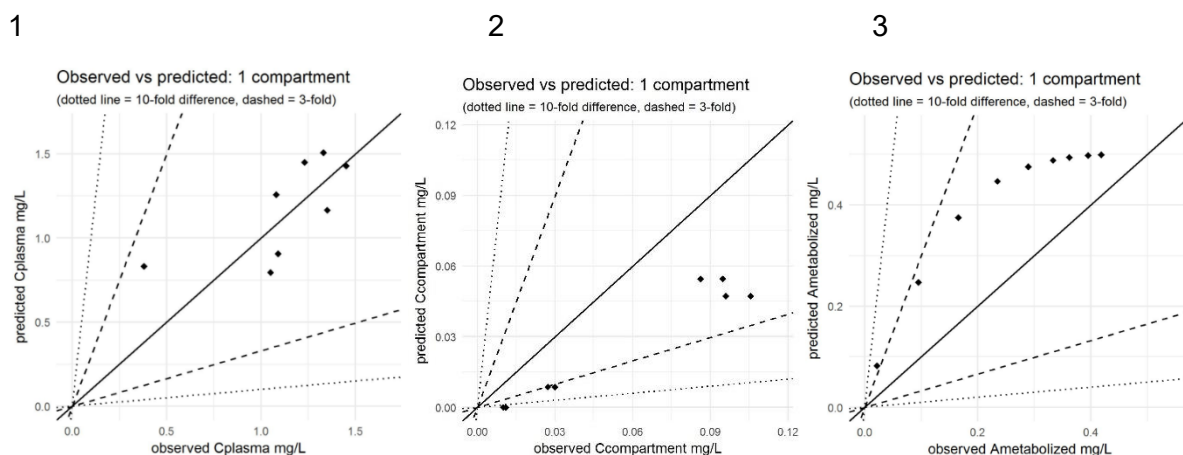 1
2
3
Observed vs predicted: 1 compartment
(dotted line = 10-fold difference, dashed = 3-fold)
predicted Cplasma mg/L
1.5
1.0
0.5
0.0
0.0 0.5 1.0 1.5
observed Cplasma mg/L
Observed vs predicted: 1 compartment
(dotted line = 10-fold difference, dashed = 3-fold)
predicted Ccompartment mg/L
0.12
0.09
0.06
0.03
0.00
0.00 0.03 0.06 0.09 0.12
observed Ccompartment mg/L
Observed vs predicted: 1 compartment
(dotted line = 10-fold difference, dashed = 3-fold)
predicted Ametabolized mg/L
0.4
0.2
0.0
0.0 0.2 0.4
observed Ametabolized mg/L